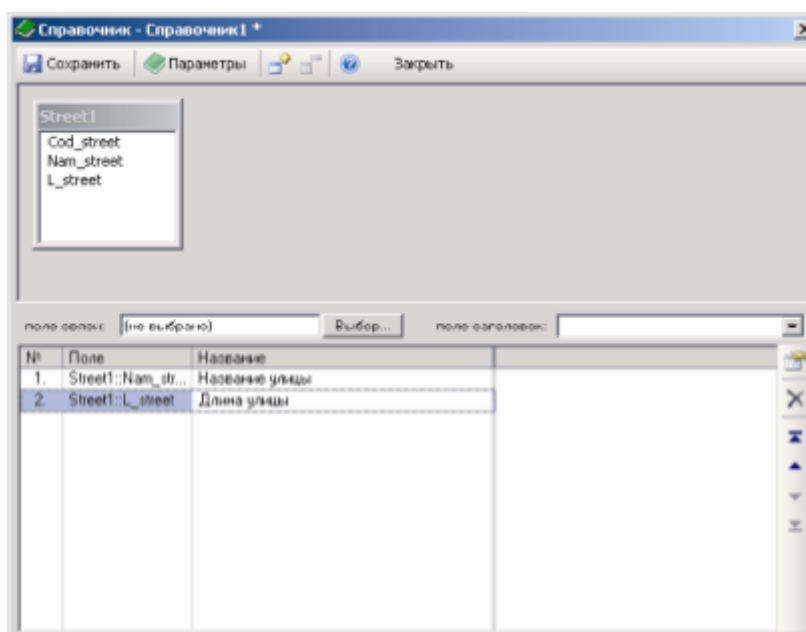 Справочник - Справочник1 *
Сохранить Параметры Закрыть
Street1
Cod_street
Nam_street
L_street
поле связи: (не выбрано) Выбор... поле-заголовок:
№ Поле Название
1. Street1::Nam_str... Название улицы
2. Street1::L_street Длина улицы